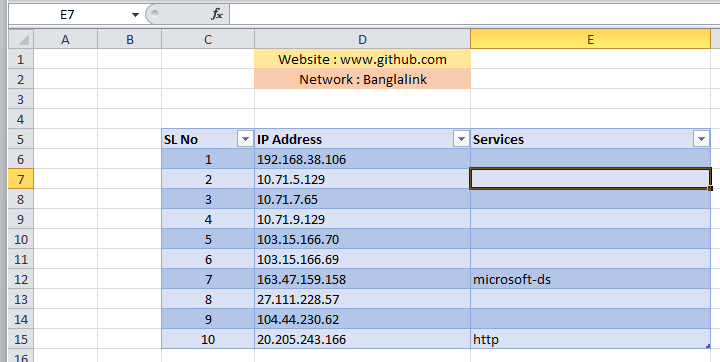 E7 fx
A B C D E
1 Website : www.github.com
2 Network : Banglalink
3
4
5 SL No IP Address Services
6 1 192.168.38.106
7 2 10.71.5.129
8 3 10.71.7.65
9 4 10.71.9.129
10 5 103.15.166.70
11 6 103.15.166.69
12 7 163.47.159.158 microsoft-ds
13 8 27.111.228.57
14 9 104.44.230.62
15 10 20.205.243.166 http
16